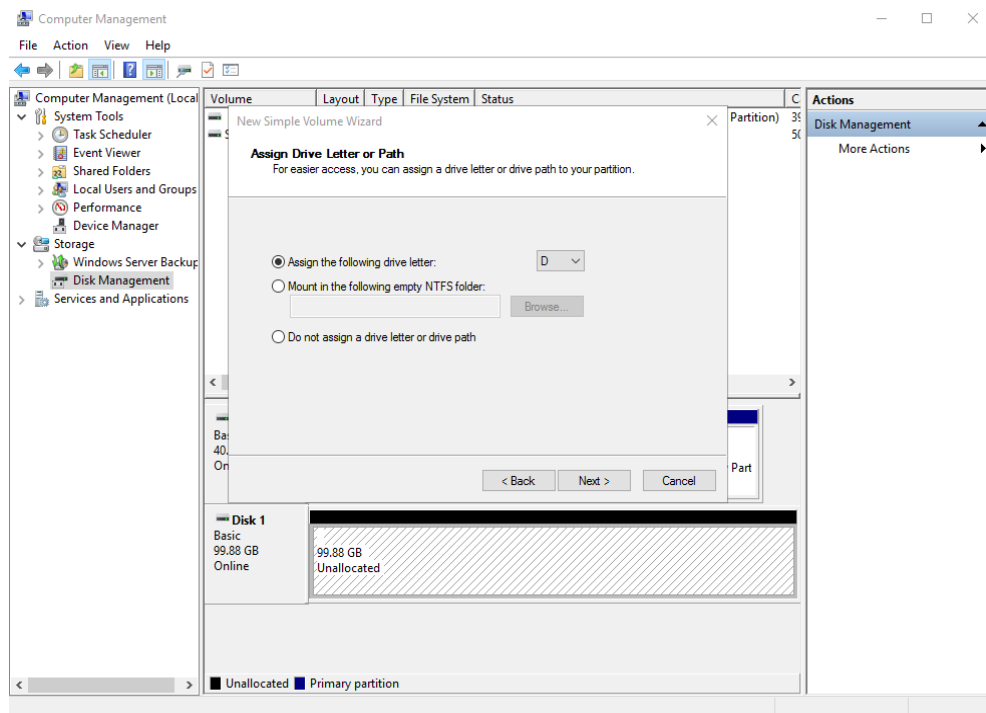 Computer Management
File Action View Help
Computer Management (Local
System Tools
Task Scheduler
Event Viewer
Shared Folders
Local Users and Groups
Performance
Device Manager
Storage
Windows Server Backup
Disk Management
Services and Applications
Volume Layout Type File System Status C
Partition) 39
S 50
New Simple Volume Wizard
Assign Drive Letter or Path
For easier access, you can assign a drive letter or drive path to your partition.
Assign the following drive letter: D
Mount in the following empty NTFS folder:
Browse...
Do not assign a drive letter or drive path
< Back Next > Cancel
Ba
40.
On
Part
Disk 1
Basic
99.88 GB
Online
99.88 GB
Unallocated
Unallocated Primary partition
Actions
Disk Management
More Actions